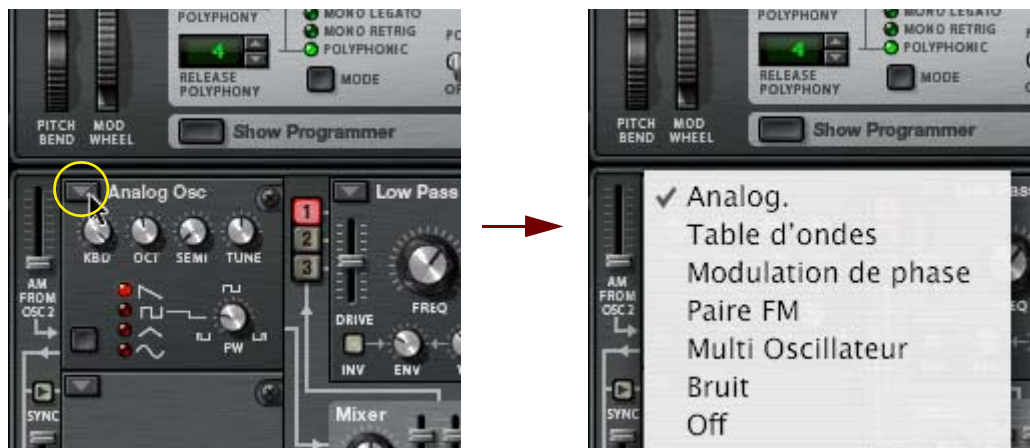 POLYPHONY
MONO LEGATO
MONO RETRIG
POLYPHONIC
4
RELEASE
POLYPHONY
MODE
PITCH
BEND
MOD
WHEEL
Show Programmer
Analog Osc
KBD OCT SEMI TUNE
AM
FROM
OSC 2
PW
SYNC
1
2
3
Low Pass
DRIVE
FREQ
INV ENV
Mixer
POLYPHONY
MONO LEGATO
MONO RETRIG
POLYPHONIC
4
RELEASE
POLYPHONY
MODE
PITCH
BEND
MOD
WHEEL
Show Programmer
AM
FROM
OSC 2
SYNC
✓ Analog.
Table d'ondes
Modulation de phase
Paire FM
Multi Oscillateur
Bruit
Off